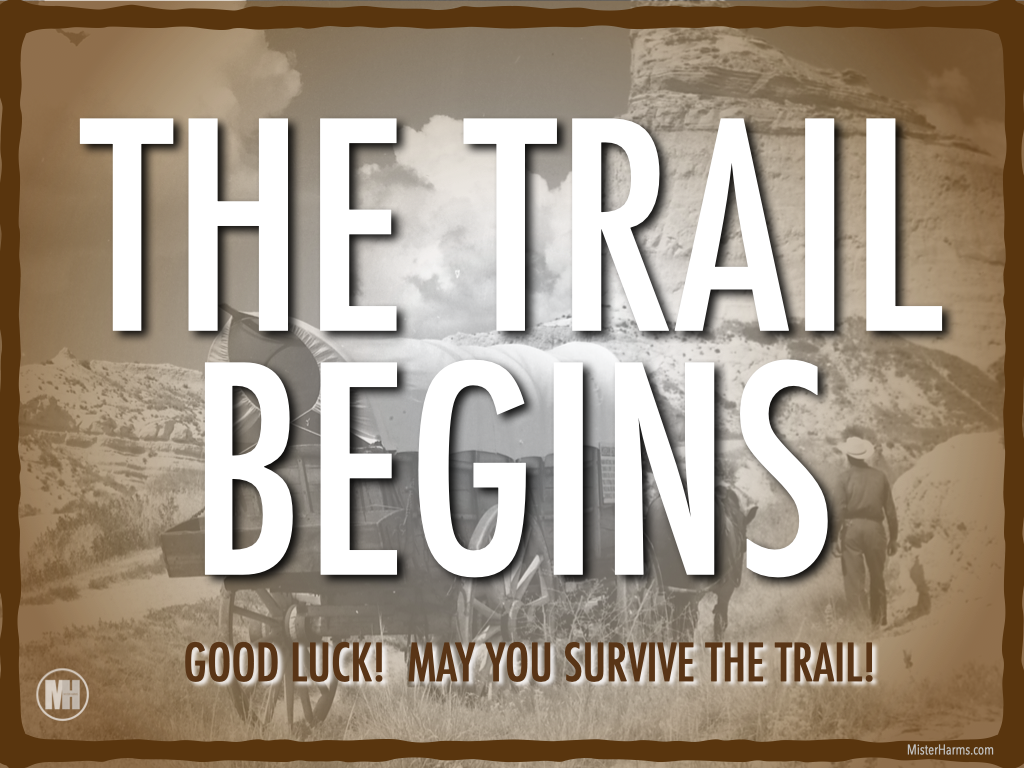 THE TRAIL
BEGINS
GOOD LUCK!  MAY YOU SURVIVE THE TRAIL!
MH
MisterHarms.com